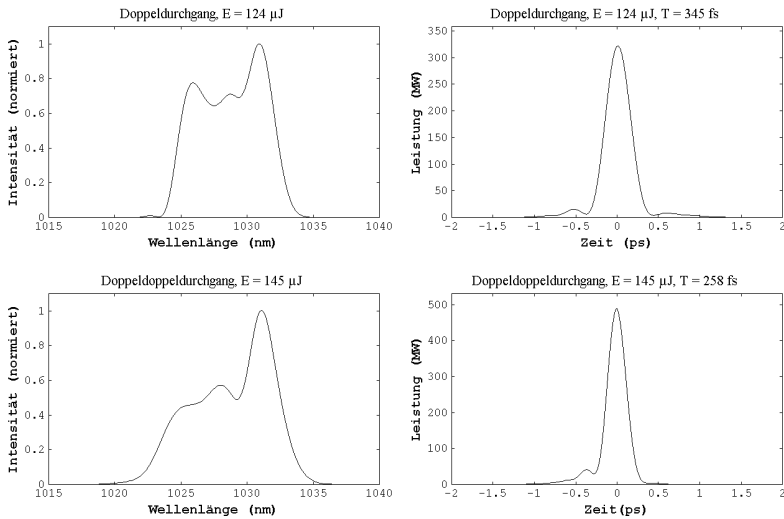 Doppeldurchgang, E = 124 µJ
Intensität (normiert)
1
0.8
0.6
0.4
0.2
0
1015 1020 1025 1030 1035 1040
Wellenlänge (nm)
Doppeldurchgang, E = 124 µJ, T = 345 fs
Leistung (MW)
350
300
250
200
150
100
50
0
-2 -1.5 -1 -0.5 0 0.5 1 1.5 2
Zeit (ps)
Doppeldoppeldurchgang, E = 145 µJ
Intensität (normiert)
1
0.8
0.6
0.4
0.2
0
1015 1020 1025 1030 1035 1040
Wellenlänge (nm)
Doppeldoppeldurchgang, E = 145 µJ, T = 258 fs
Leistung (MW)
500
400
300
200
100
0
-2 -1.5 -1 -0.5 0 0.5 1 1.5 2
Zeit(ps)